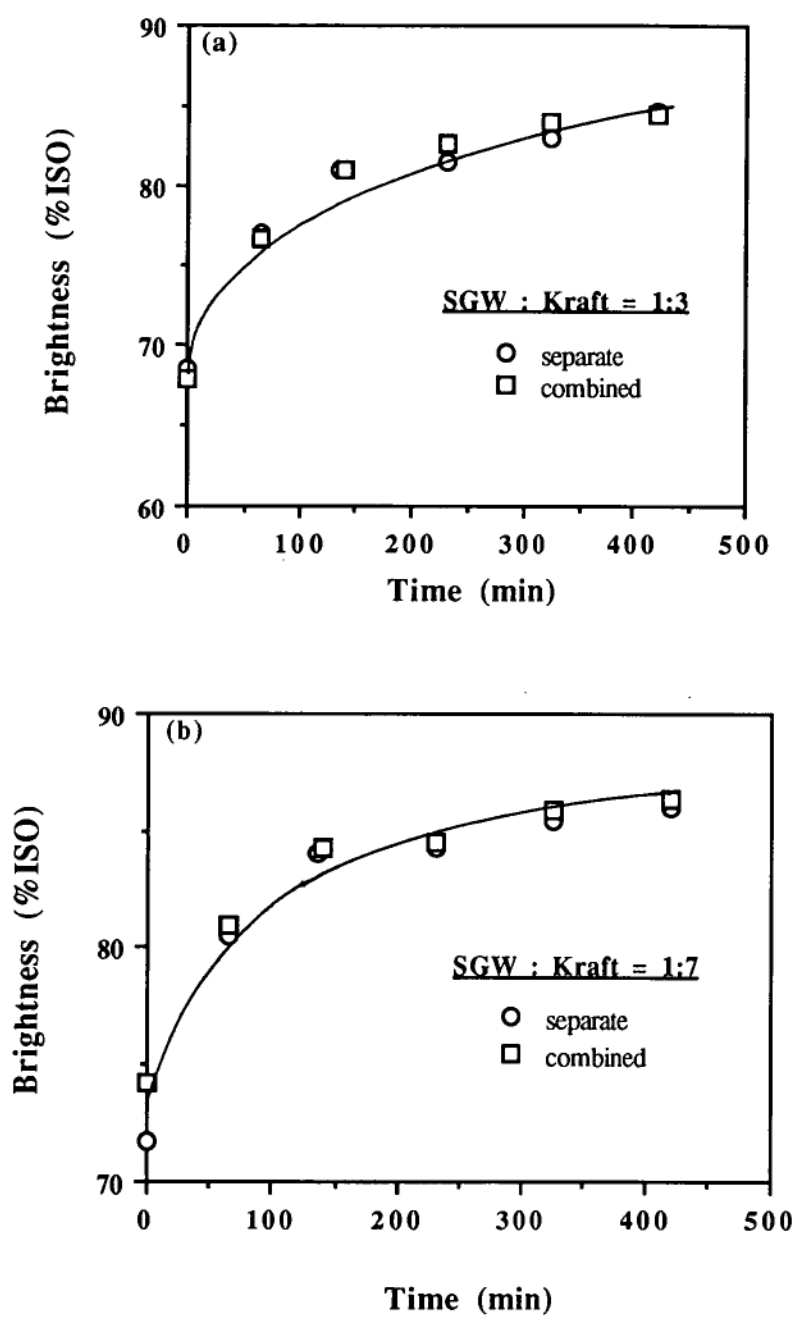 (a)
90
80
70
60
Brightness (%ISO)
SGW : Kraft = 1:3
separate
combined
0 100 200 300 400 500
Time (min)
(b)
90
80
70
Brightness (%ISO)
SGW : Kraft = 1:7
separate
combined
0 100 200 300 400 500
Time (min)